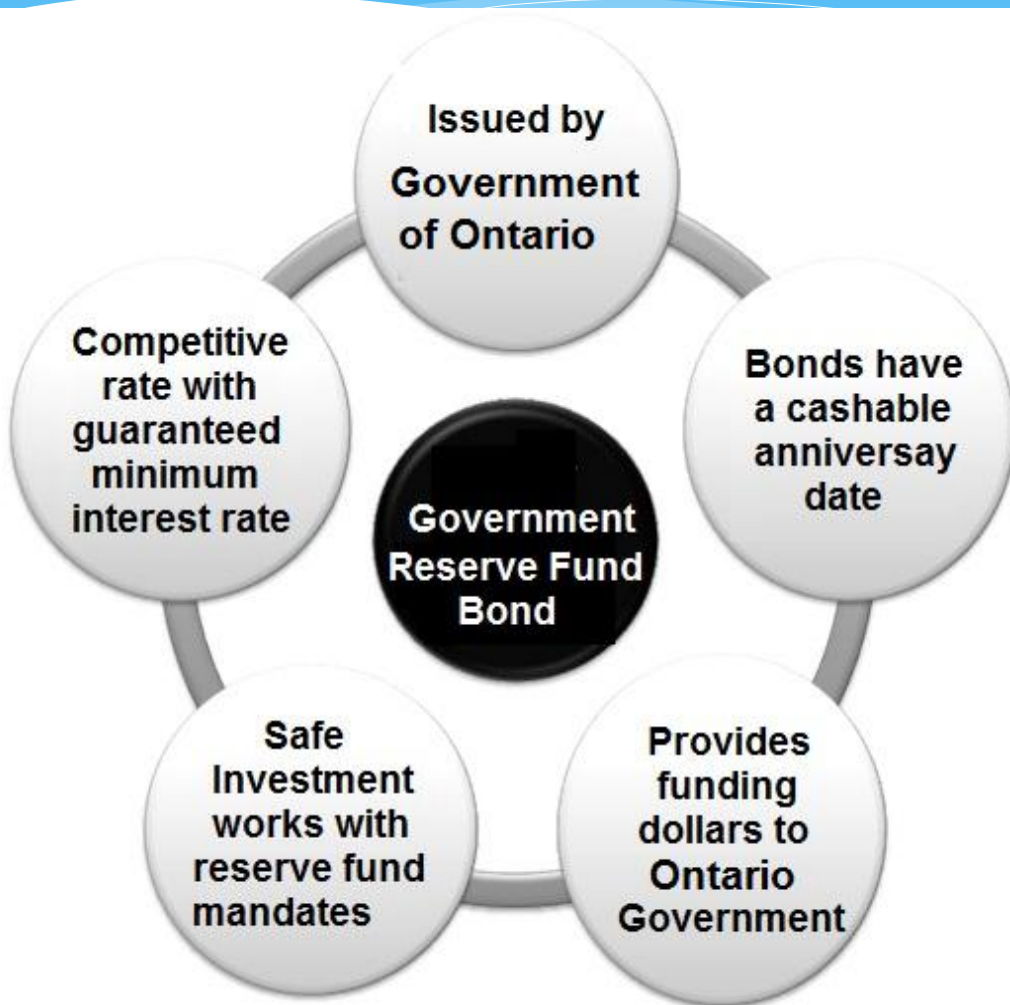 Issued by
Government
of Ontario
Competitive
rate with
guaranteed
minimum
interest rate
Bonds have
a cashable
anniversay
date
Government
Reserve Fund
Bond
Safe
Investment
works with
reserve fund
mandates
Provides
funding
dollars to
Ontario
Government